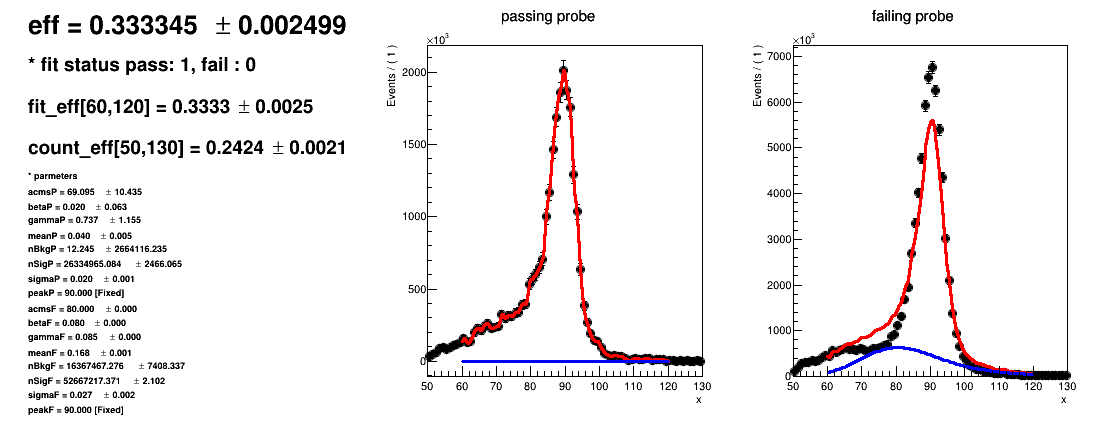 eff = 0.333345 ± 0.002499
* fit status pass: 1, fail : 0
fit_eff[60,120] = 0.3333 ± 0.0025
count_eff[50,130] = 0.2424 ± 0.0021
* parmeters
acmsP = 69.095 ± 10.435
betaP = 0.020 ± 0.063
gammaP = 0.737 ± 1.155
meanP = 0.040 ± 0.005
nBkgP = 12.245 ± 2664116.235
nSigP = 26334965.084 ± 2466.065
sigmaP = 0.020 ± 0.001
peakP = 90.000 [Fixed]
acmsF = 80.000 ± 0.000
betaF = 0.080 ± 0.000
gammaF = 0.085 ± 0.000
meanF = 0.168 ± 0.001
nBkgF = 16367467.276 ± 7408.337
nSigF = 52667217.371 ± 2.102
sigmaF = 0.027 ± 0.002
peakF = 90.000 [Fixed]
passing probe
×10³
Events / ( 1 )
2000
1500
1000
500
0
50 60 70 80 90 100 110 120 130
x
failing probe
×10³
Events / ( 1 )
7000
6000
5000
4000
3000
2000
1000
0
50 60 70 80 90 100 110 120 130
x